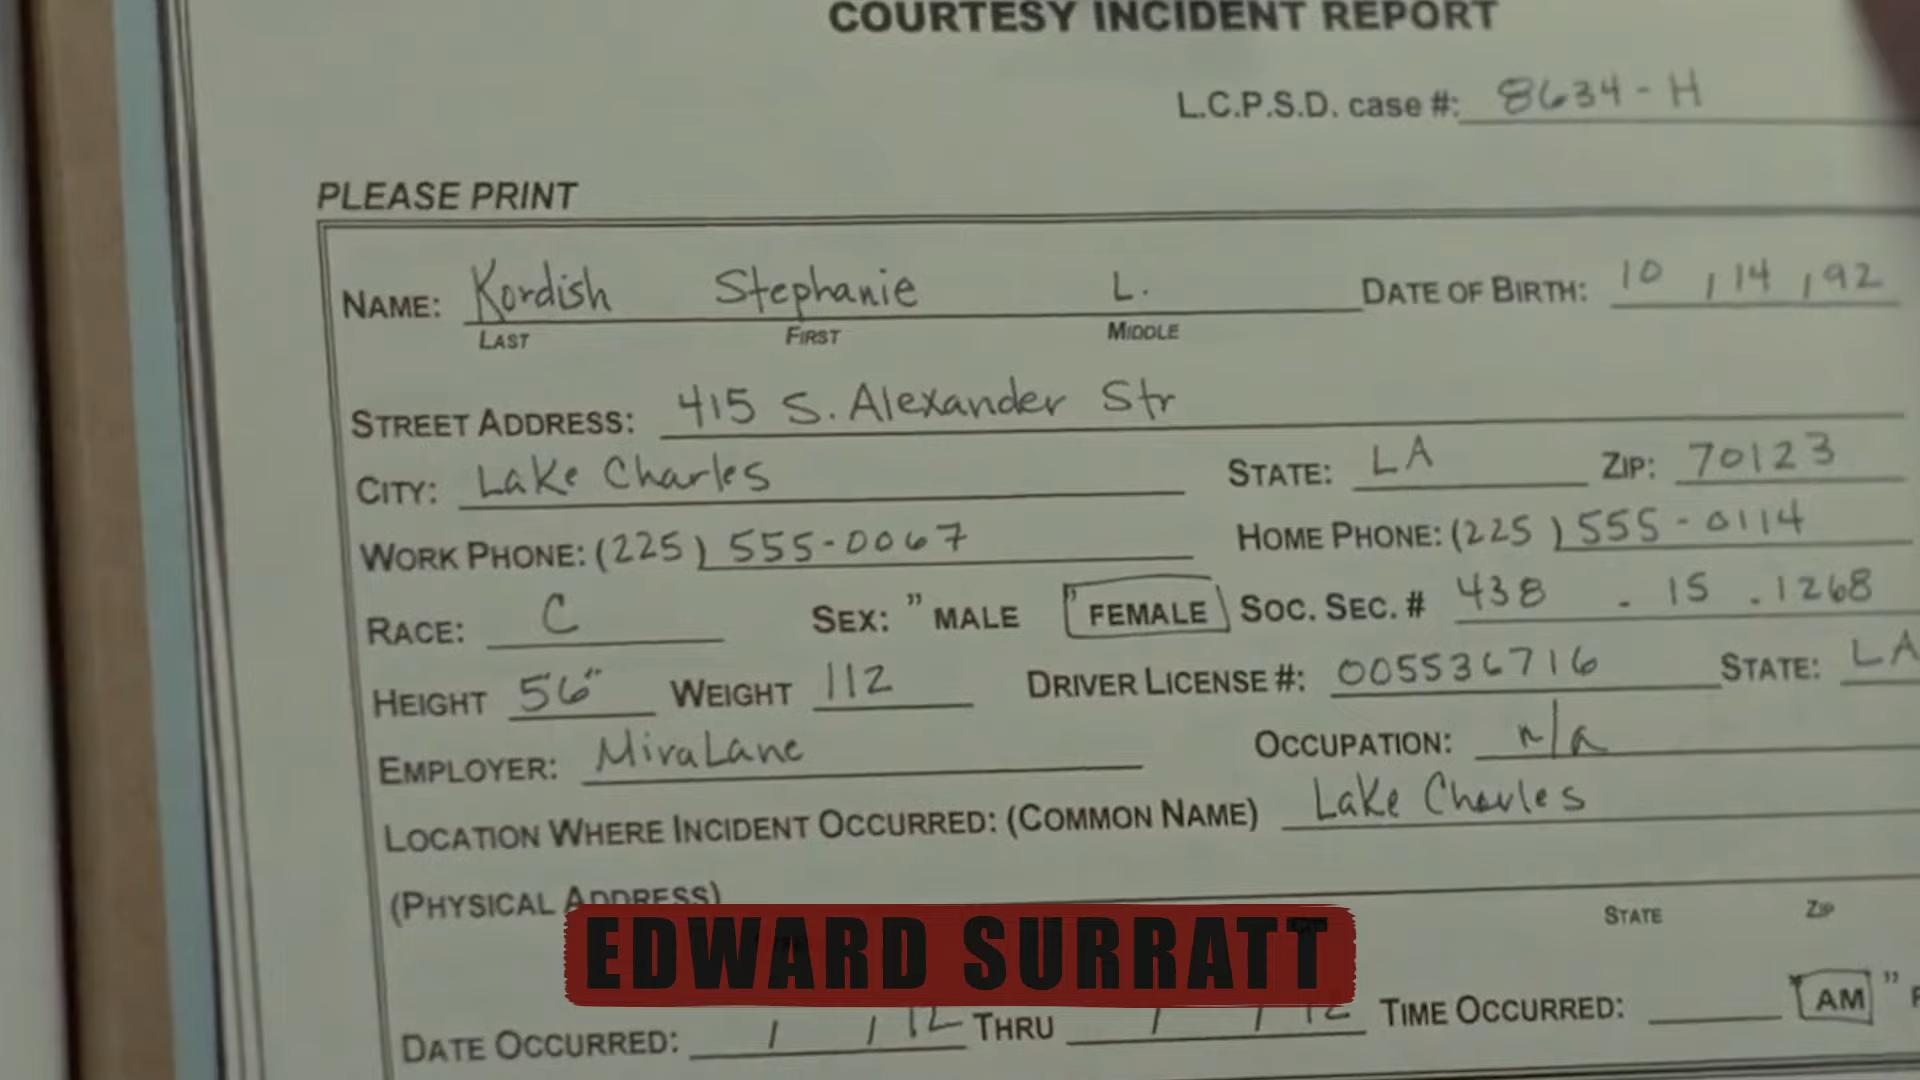 COURTESY INCIDENT REPORT
L.C.P.S.D. case #: 8634-H
PLEASE PRINT
NAME: Kordish Stephanie L. DATE OF BIRTH: 10 / 14 / 92
LAST FIRST MIDDLE
STREET ADDRESS: 415 S. Alexander Str
CITY: Lake Charles STATE: LA ZIP: 70123
WORK PHONE: (225) 555-0067 HOME PHONE: (225) 555-0114
RACE: C SEX: " MALE " FEMALE SOC. SEC. # 438 - 15 - 1268
HEIGHT 56" WEIGHT 112 DRIVER LICENSE #: 005536716 STATE: LA
EMPLOYER: MiraLane OCCUPATION: n/a
LOCATION WHERE INCIDENT OCCURRED: (COMMON NAME) Lake Charles
(PHYSICAL ADDRESS)
STATE ZIP
EDWARD SURRATT
DATE OCCURRED: / / 12 THRU / / 12 TIME OCCURRED: " AM "